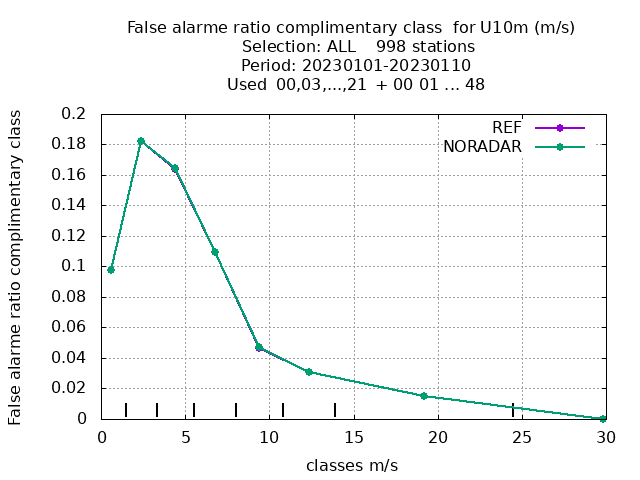 False alarme ratio complimentary class for U10m (m/s)
Selection: ALL 998 stations
Period: 20230101-20230110
Used 00,03,...,21 + 00 01 ... 48
False alarme ratio complimentary class
0.2
0.18
0.16
0.14
0.12
0.1
0.08
0.06
0.04
0.02
0
REF
NORADAR
0 5 10 15 20 25 30
classes m/s